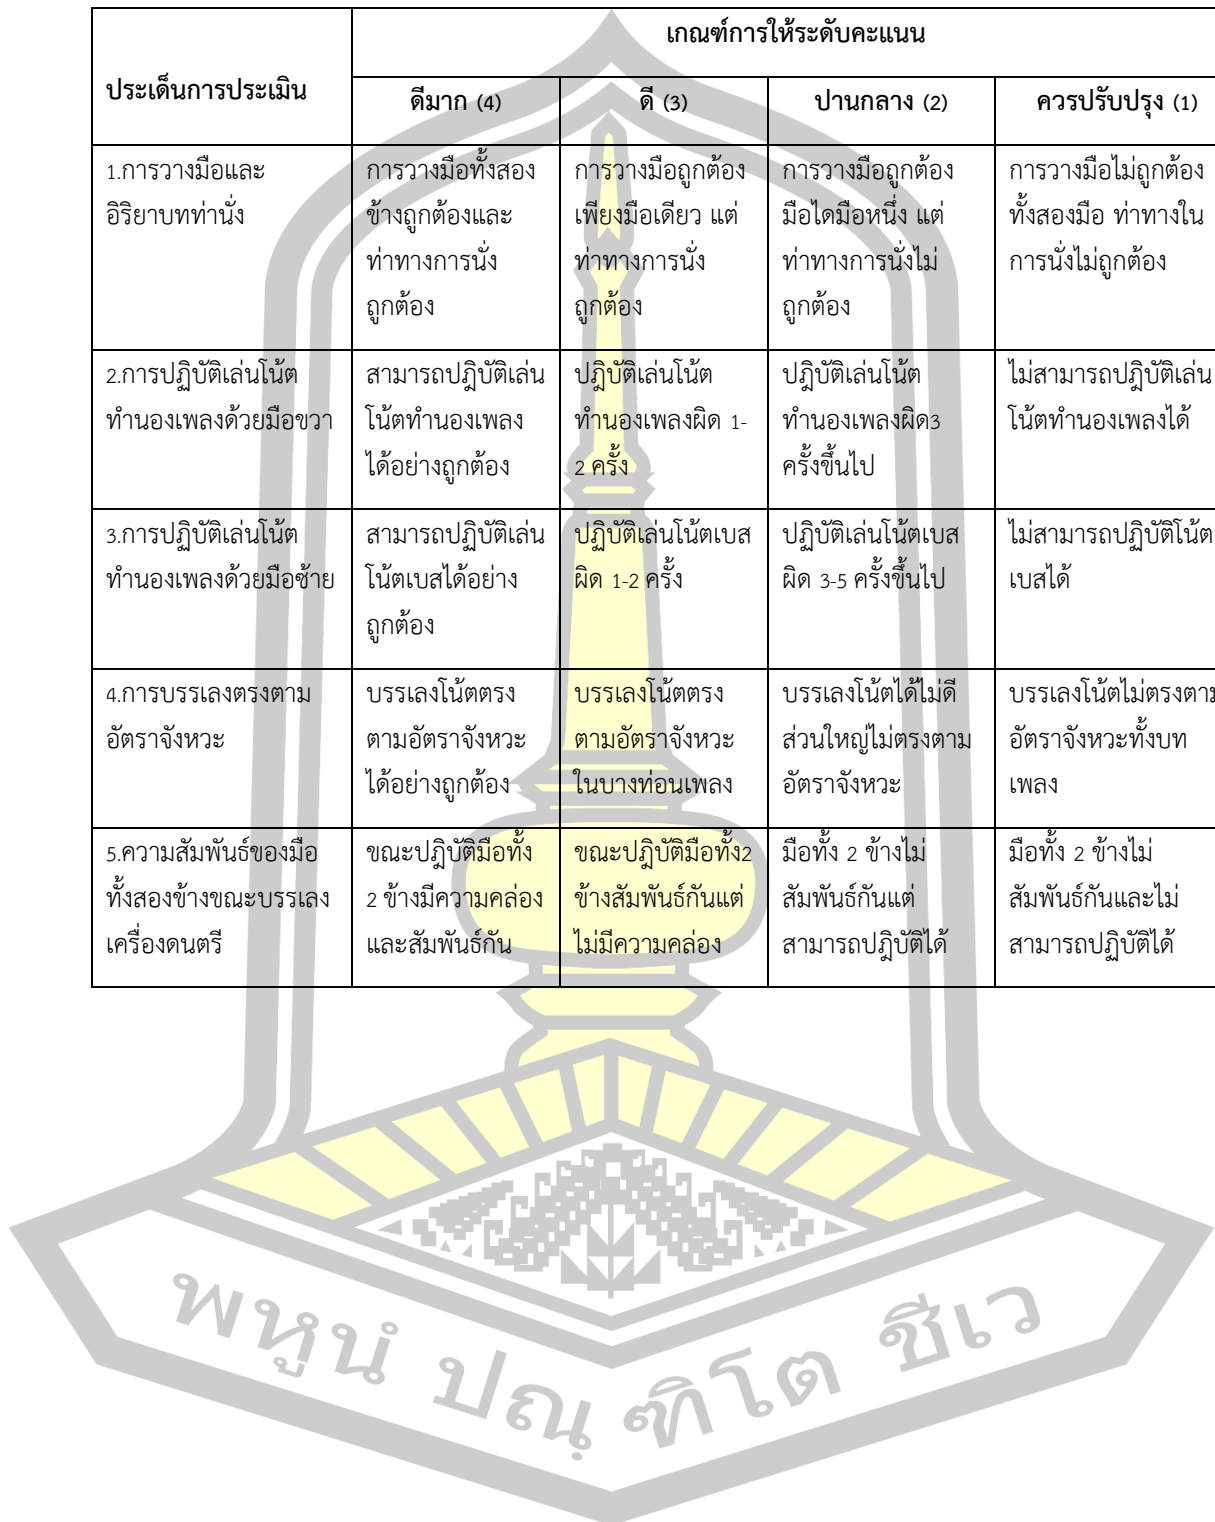 เกณฑ์การให้ระดับคะแนน
ประเด็นการประเมิน
ดีมาก (4)
ดี (3)
ปานกลาง (2)
ควรปรับปรุง (1)
1.การวางมือและ
อิริยาบทท่านั่ง
การวางมือทั้งสอง
ข้างถูกต้องและ
ท่าทางการนั่ง
ถูกต้อง
การวางมือถูกต้อง
เพียงมือเดียว แต่
ท่าทางการนั่ง
ถูกต้อง
การวางมือถูกต้อง
มือไดมือหนึ่ง แต่
ท่าทางการนั่งไม่
ถูกต้อง
การวางมือไม่ถูกต้อง
ทั้งสองมือ ท่าทางใน
การนั่งไม่ถูกต้อง
2.การปฏิบัติเล่นโน้ต
ทำนองเพลงด้วยมือขวา
สามารถปฎิบัติเล่น
โน้ตทำนองเพลง
ได้อย่างถูกต้อง
ปฎิบัติเล่นโน้ต
ทำนองเพลงผิด 1-
2 ครั้ง
ปฎิบัติเล่นโน้ต
ทำนองเพลงผิด3
ครั้งขึ้นไป
ไม่สามารถปฎิบัติเล่น
โน้ตทำนองเพลงได้
3.การปฏิบัติเล่นโน้ต
ทำนองเพลงด้วยมือซ้าย
สามารถปฏิบัติเล่น
โน้ตเบสได้อย่าง
ถูกต้อง
ปฏิบัติเล่นโน้ตเบส
ผิด 1-2 ครั้ง
ปฏิบัติเล่นโน้ตเบส
ผิด 3-5 ครั้งขึ้นไป
ไม่สามารถปฏิบัติโน้ต
เบสได้
4.การบรรเลงตรงตาม
อัตราจังหวะ
บรรเลงโน้ตตรง
ตามอัตราจังหวะ
ได้อย่างถูกต้อง
บรรเลงโน้ตตรง
ตามอัตราจังหวะ
ในบางท่อนเพลง
บรรเลงโน้ตได้ไม่ดี
ส่วนใหญ่ไม่ตรงตาม
อัตราจังหวะ
บรรเลงโน้ตไม่ตรงตาม
อัตราจังหวะทั้งบท
เพลง
5.ความสัมพันธ์ของมือ
ทั้งสองข้างขณะบรรเลง
เครื่องดนตรี
ขณะปฎิบัติมือทั้ง
2 ข้างมีความคล่อง
และสัมพันธ์กัน
ขณะปฎิบัติมือทั้ง2
ข้างสัมพันธ์กันแต่
ไม่มีความคล่อง
มือทั้ง 2 ข้างไม่
สัมพันธ์กันแต่
สามารถปฎิบัติได้
มือทั้ง 2 ข้างไม่
สัมพันธ์กันและไม่
สามารถปฏิบัติได้
พหูนํ ปณฺ ฑิโต ชีเว